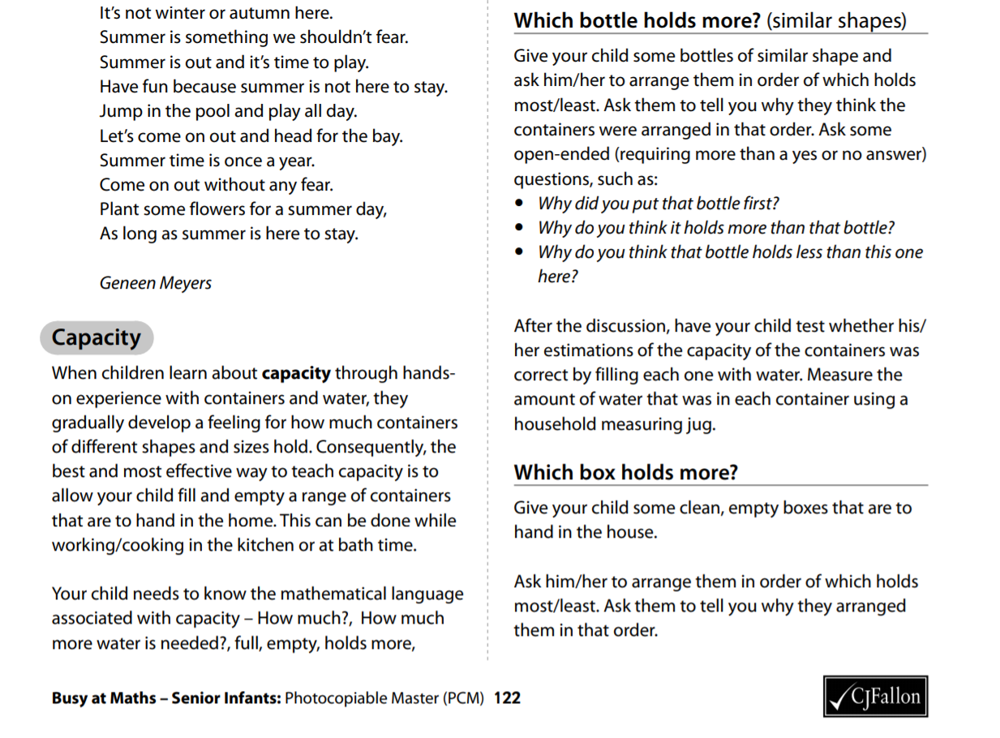 It's not winter or autumn here.
Summer is something we shouldn't fear.
Summer is out and it's time to play.
Have fun because summer is not here to stay.
Jump in the pool and play all day.
Let's come on out and head for the bay.
Summer time is once a year.
Come on out without any fear.
Plant some flowers for a summer day,
As long as summer is here to stay.
Geneen Meyers
Capacity
When children learn about capacity through hands-
on experience with containers and water, they
gradually develop a feeling for how much containers
of different shapes and sizes hold. Consequently, the
best and most effective way to teach capacity is to
allow your child fill and empty a range of containers
that are to hand in the home. This can be done while
working/cooking in the kitchen or at bath time.
Your child needs to know the mathematical language
associated with capacity – How much?,  How much
more water is needed?, full, empty, holds more,
Which bottle holds more? (similar shapes)
Give your child some bottles of similar shape and
ask him/her to arrange them in order of which holds
most/least. Ask them to tell you why they think the
containers were arranged in that order. Ask some
open-ended (requiring more than a yes or no answer)
questions, such as:
• Why did you put that bottle first?
• Why do you think it holds more than that bottle?
• Why do you think that bottle holds less than this one
here?
After the discussion, have your child test whether his/
her estimations of the capacity of the containers was
correct by filling each one with water. Measure the
amount of water that was in each container using a
household measuring jug.
Which box holds more?
Give your child some clean, empty boxes that are to
hand in the house.
Ask him/her to arrange them in order of which holds
most/least. Ask them to tell you why they arranged
them in that order.
Busy at Maths – Senior Infants: Photocopiable Master (PCM) 122
CJFallon